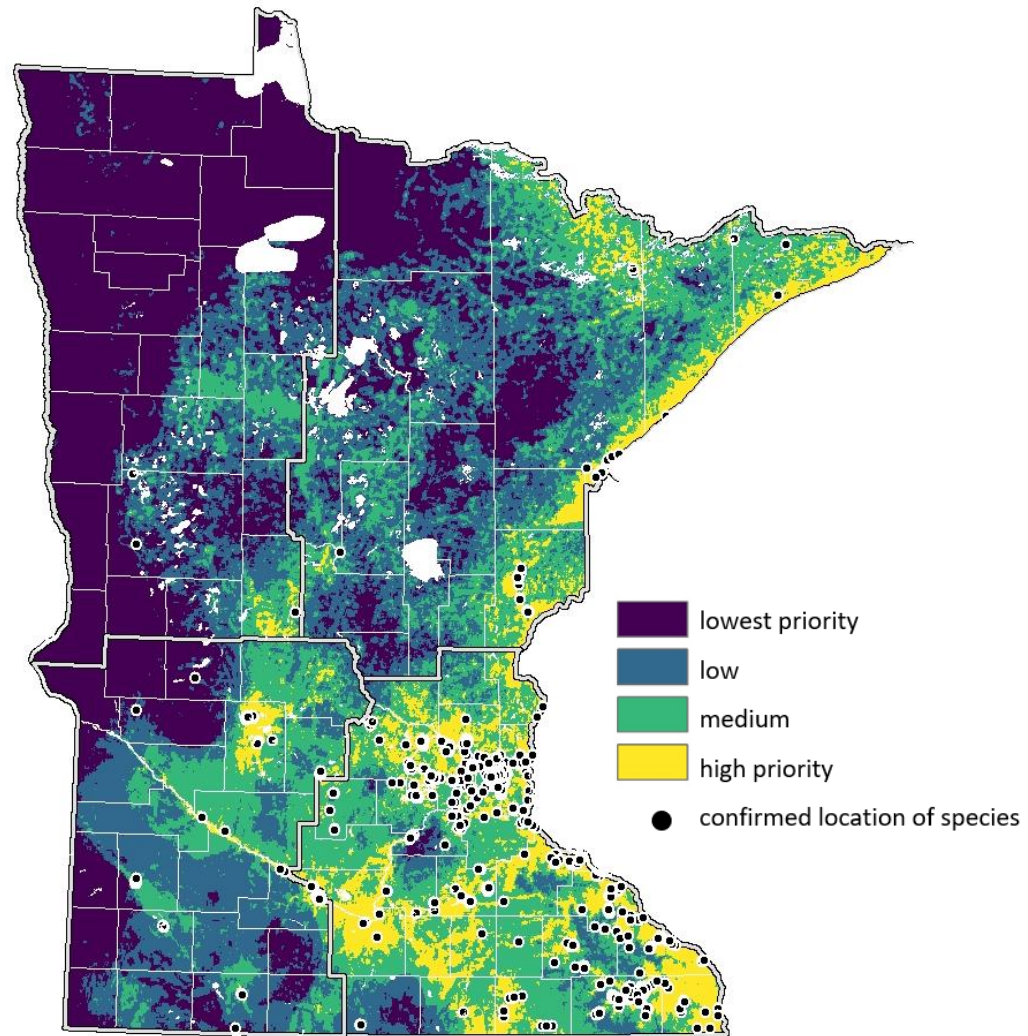 lowest priority
low
medium
high priority
confirmed location of species